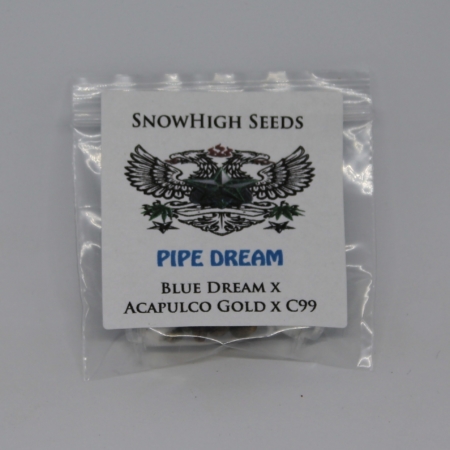 SnowHigh Seeds
PIPE DREAM
Blue Dream x
Acapulco Gold x C99